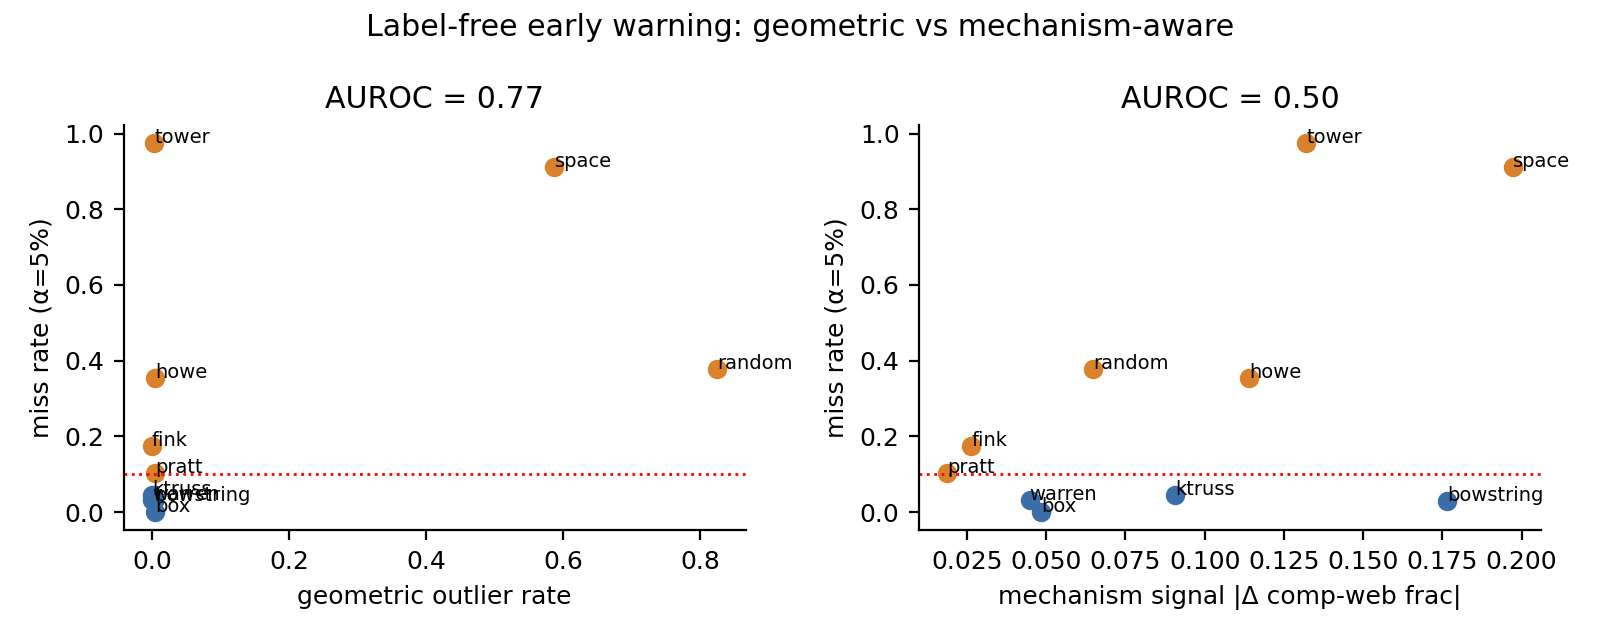 Label-free early warning: geometric vs mechanism-aware
AUROC = 0.77
miss rate (α=5%)
1.0
0.8
0.6
0.4
0.2
0.0
tower
space
random
howe
fink
pratt
ktruss
bowstring
box
0.0
0.2
0.4
0.6
0.8
geometric outlier rate
AUROC = 0.50
miss rate (α=5%)
1.0
0.8
0.6
0.4
0.2
0.0
tower
space
random
howe
fink
pratt
warren
box
ktruss
bowstring
0.025
0.050
0.075
0.100
0.125
0.150
0.175
0.200
mechanism signal |Δ comp-web frac|